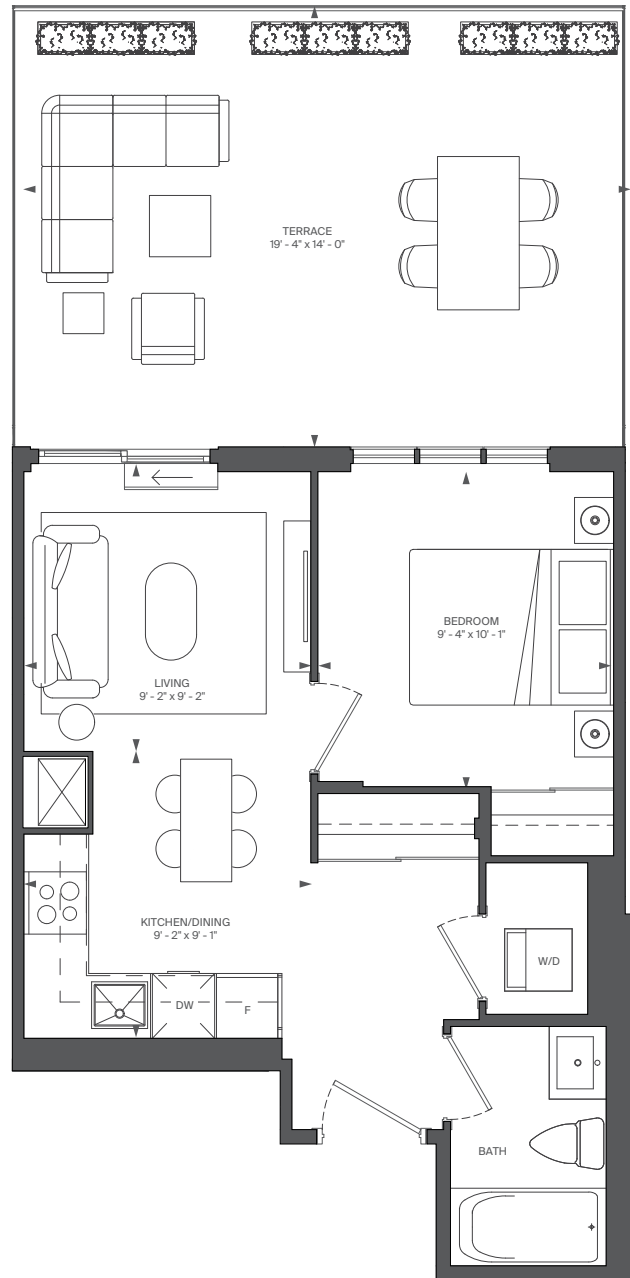 TERRACE
19' - 4" x 14' - 0"
BEDROOM
9' - 4" x 10' - 1"
LIVING
9' - 2" x 9' - 2"
KITCHEN/DINING
9' - 2" x 9' - 1"
W/D
DW
F
BATH